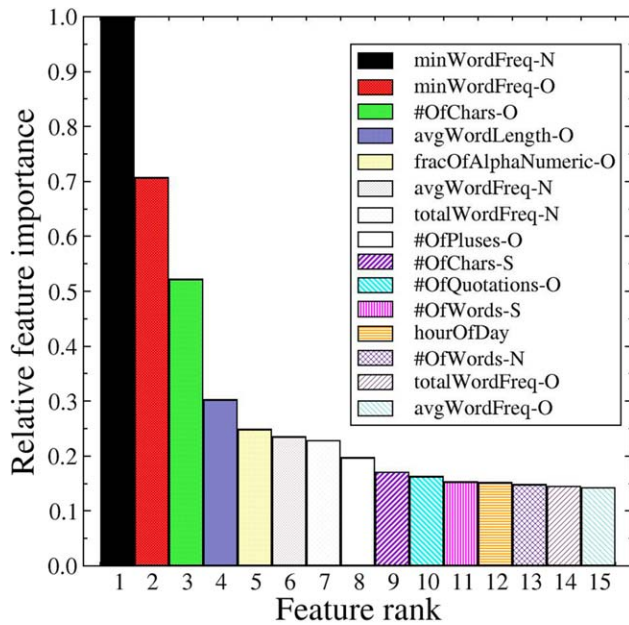 1.0
0.9
0.8
0.7
0.6
0.5
0.4
0.3
0.2
0.1
0.0
Relative feature importance
minWordFreq-N
minWordFreq-O
#OfChars-O
avgWordLength-O
fracOfAlphaNumeric-O
avgWordFreq-N
totalWordFreq-N
#OfPluses-O
#OfChars-S
#OfQuotations-O
#OfWords-S
hourOfDay
#OfWords-N
totalWordFreq-O
avgWordFreq-O
1 2 3 4 5 6 7 8 9 10 11 12 13 14 15
Feature rank